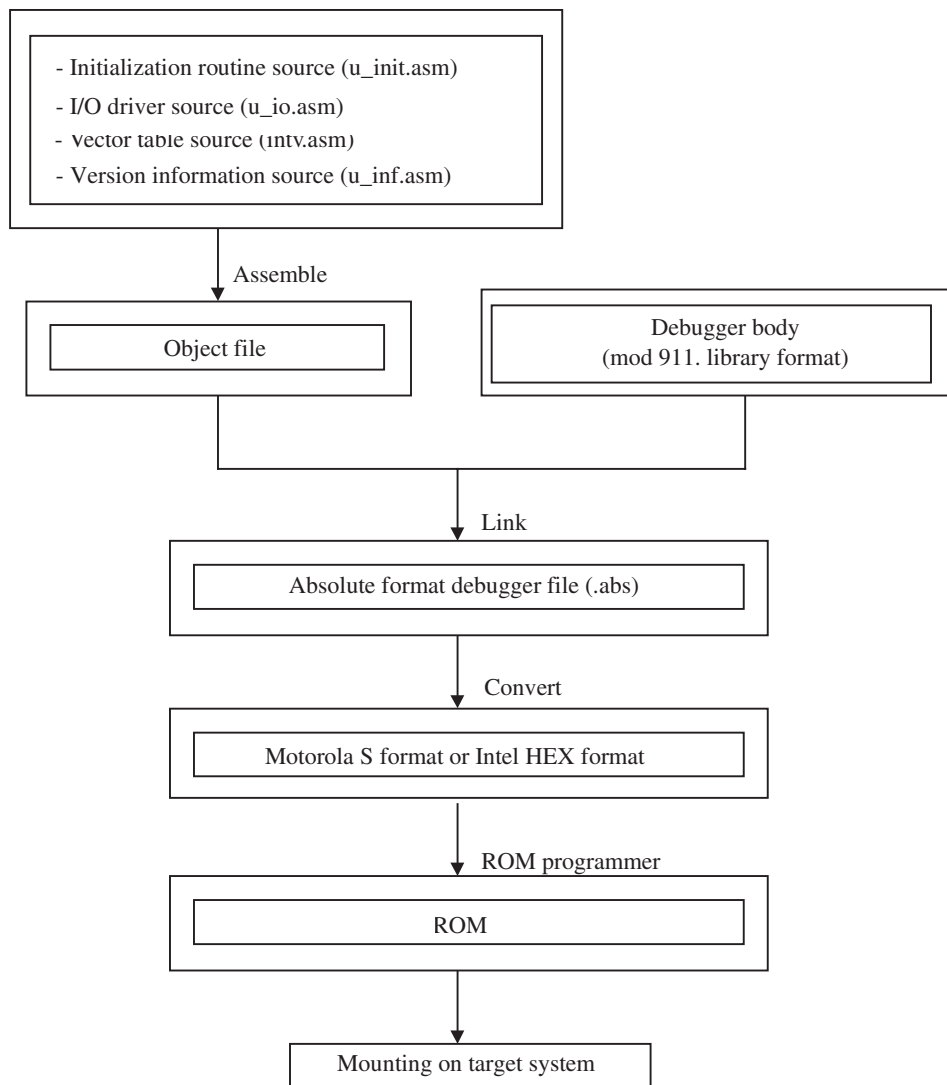 - Initialization routine source (u_init.asm)
- I/O driver source (u_io.asm)
- Vector table source (intv.asm)
- Version information source (u_inf.asm)
Assemble
Object file
Debugger body
(mod 911. library format)
Link
Absolute format debugger file (.abs)
Convert
Motorola S format or Intel HEX format
ROM programmer
ROM
Mounting on target system